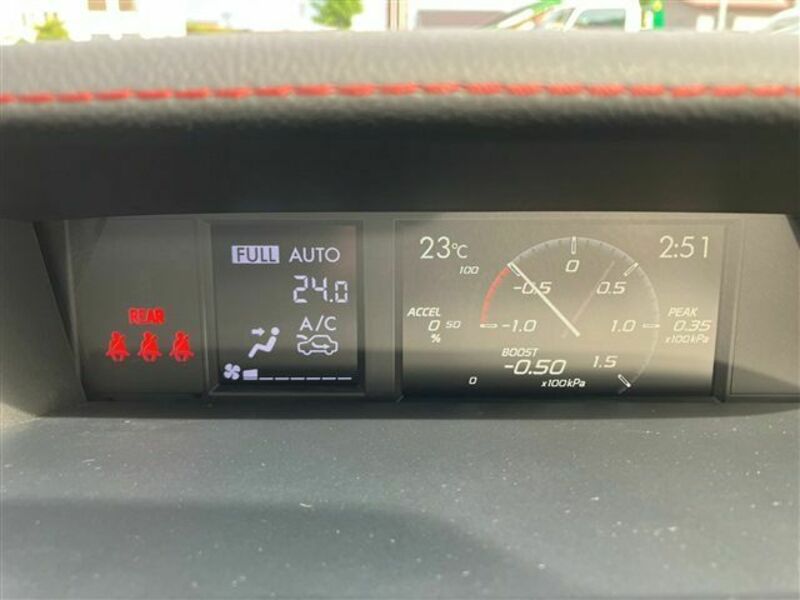 REAR
FULL AUTO
24.0
A/C
23°C
2:51
100
ACCEL
0 50
%
0
-1.0
-0.5
0
0.5
1.0
1.5
BOOST
-0.50
x100kPa
PEAK
0.35
x100kPa